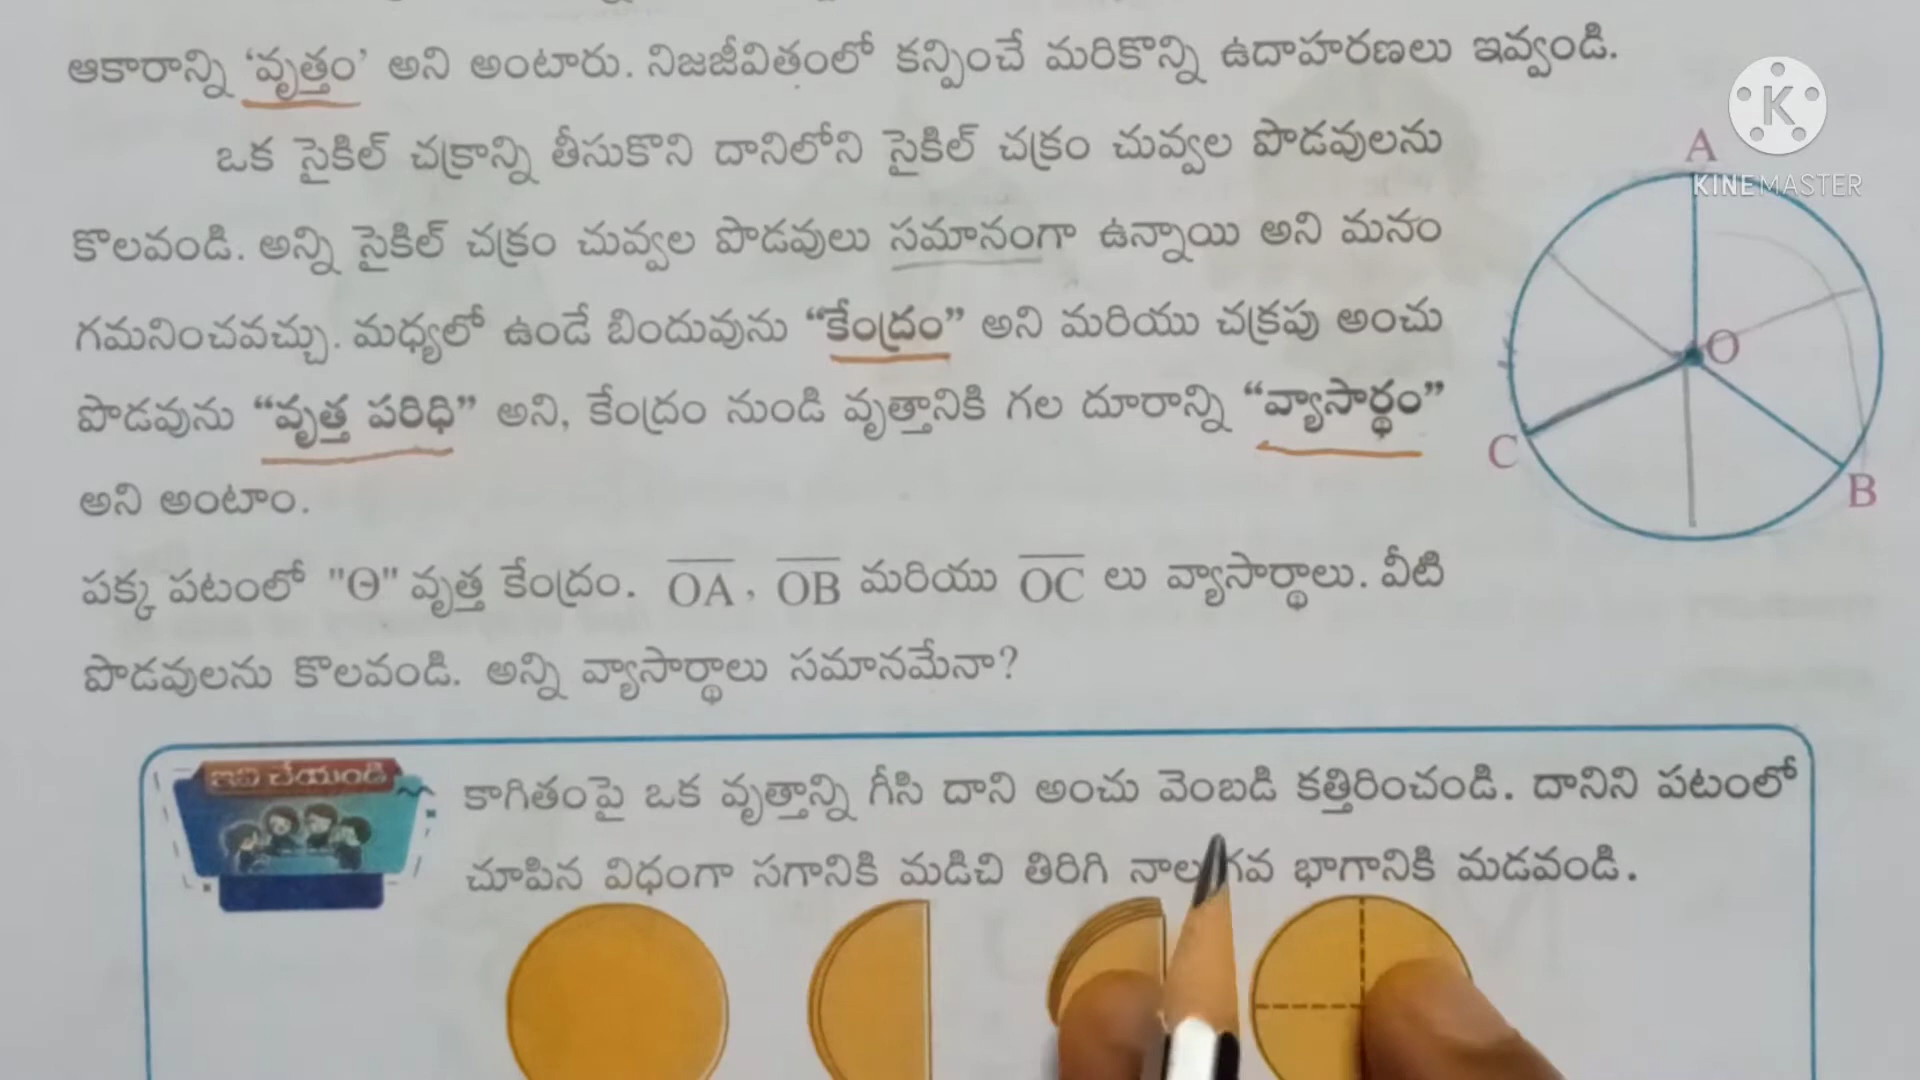 ఆకారాన్ని ‘వృత్తం’ అని అంటారు. నిజజీవితంలో కన్పించే మరికొన్ని ఉదాహరణలు ఇవ్వండి.
ఒక సైకిల్ చక్రాన్ని తీసుకొని దానిలోని సైకిల్ చక్రం చువ్వల పొడవులను
కొలవండి. అన్ని సైకిల్ చక్రం చువ్వల పొడవులు సమానంగా ఉన్నాయి అని మనం
గమనించవచ్చు. మధ్యలో ఉండే బిందువును “కేంద్రం” అని మరియు చక్రపు అంచు
పొడవును “వృత్త పరిధి” అని, కేంద్రం నుండి వృత్తానికి గల దూరాన్ని “వ్యాసార్థం”
అని అంటాం.
పక్క పటంలో "O" వృత్త కేంద్రం. OA, OB మరియు OC లు వ్యాసార్థాలు. వీటి
పొడవులను కొలవండి. అన్ని వ్యాసార్థాలు సమానమేనా?
A
O
C
B
KINEMASTER
ఇవి చేయండి
కాగితంపై ఒక వృత్తాన్ని గీసి దాని అంచు వెంబడి కత్తిరించండి. దానిని పటంలో
చూపిన విధంగా సగానికి మడిచి తిరిగి నాలుగవ భాగానికి మడవండి.